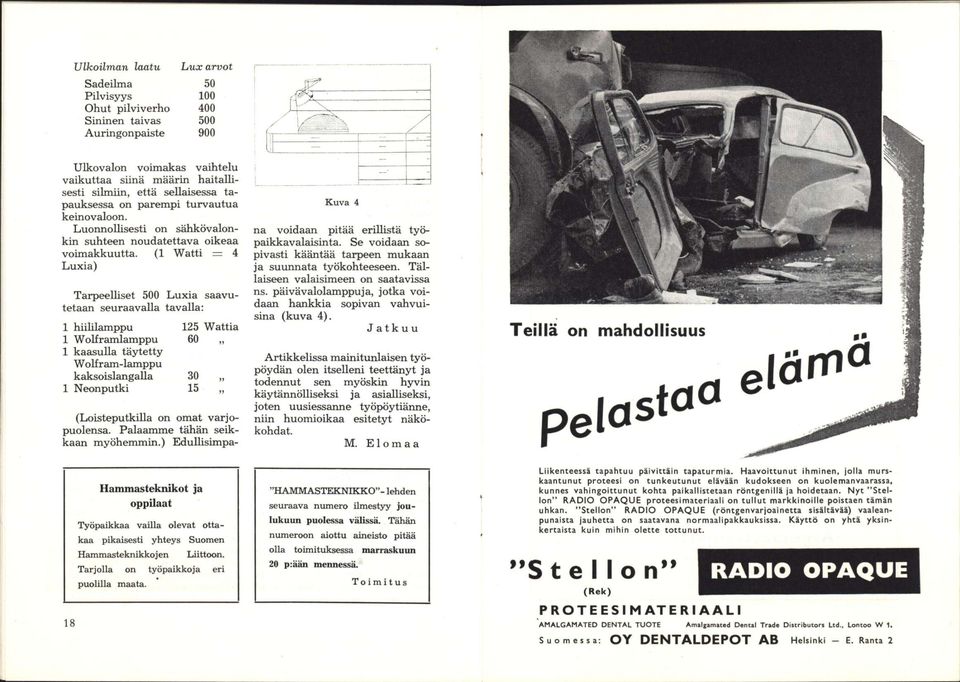 Ulkoilman laatu Lux arvot
Sadeilma 50
Pilvisyys 100
Ohut pilviverho 400
Sininen taivas 500
Auringonpaiste 900
Ulkovalon voimakas vaihtelu
vaikuttaa siinä määrin haitalli-
sesti silmiin, että sellaisessa ta-
pauksessa on parempi turvautua
keinovaloon.
Luonnollisesti on sähkövalon-
kin suhteen noudatettava oikeaa
voimakkuutta. (1 Watti = 4
Luxia)
Tarpeelliset 500 Luxia saavu-
tetaan seuraavalla tavalla:
1 hiililamppu 125 Wattia
1 Wolframlamppu 60 „
1 kaasulla täytetty
Wolfram-lamppu
kaksoislangalla 30 „
1 Neonputki 15 „
(Loisteputkilla on omat varjo-
puolensa. Palaamme tähän seik-
kaan myöhemmin.) Edullisimpa-
Kuva 4
na voidaan pitää erillistä työ-
paikkavalaisinta. Se voidaan so-
pivasti kääntää tarpeen mukaan
ja suunnata työkohteeseen. Täl-
laiseen valaisimeen on saatavissa
ns. päivävalolamppuja, jotka voi-
daan hankkia sopivan vahvui-
sina (kuva 4).
Jatkuu
Artikkelissa mainitunlaisen työ-
pöydän olen itselleni teettänyt ja
todennut sen myöskin hyvin
käytännölliseksi ja asialliseksi,
joten uusiessanne työpöytiänne,
niin huomioikaa esitetyt näkö-
kohdat.
M. Elomaa
Hammasteknikot ja
oppilaat
Työpaikkaa vailla olevat otta-
kaa pikaisesti yhteys Suomen
Hammasteknikkojen Liittoon.
Tarjolla on työpaikkoja eri
puolilla maata.
"HAMMASTEKNIKKO"-lehden
seuraava numero ilmestyy jou-
lukuun puolessa välissä. Tähän
numeroon aiottu aineisto pitää
olla toimituksessa marraskuun
20 p:ään mennessä.
Toimitus
18
Teillä on mahdollisuus
Pelastaa elämä
Liikenteessä tapahtuu päivittäin tapaturmia. Haavoittunut ihminen, jolla murs-
kaantunut proteesi on tunkeutunut elävään kudokseen on kuolemanvaarassa,
kunnes vahingoittunut kohta paikallistetaan röntgenillä ja hoidetaan. Nyt "Stel-
lon" RADIO OPAQUE proteesimateriaali on tullut markkinoille poistaen tämän
uhkan. "Stellon" RADIO OPAQUE (röntgenvarjoainetta sisältävää) vaalean-
punaista jauhetta on saatavana normaalipakkauksissa. Käyttö on yhtä yksin-
kertaista kuin mihin olette tottunut.
"Stellon" RADIO OPAQUE
(Rek)
PROTEESIMATERIAALI
AMALGAMATED DENTAL TUOTE Amalgamated Dental Trade Distributors Ltd., Lontoo W 1.
Suomessa: OY DENTALDEPOT AB Helsinki — E. Ranta 2